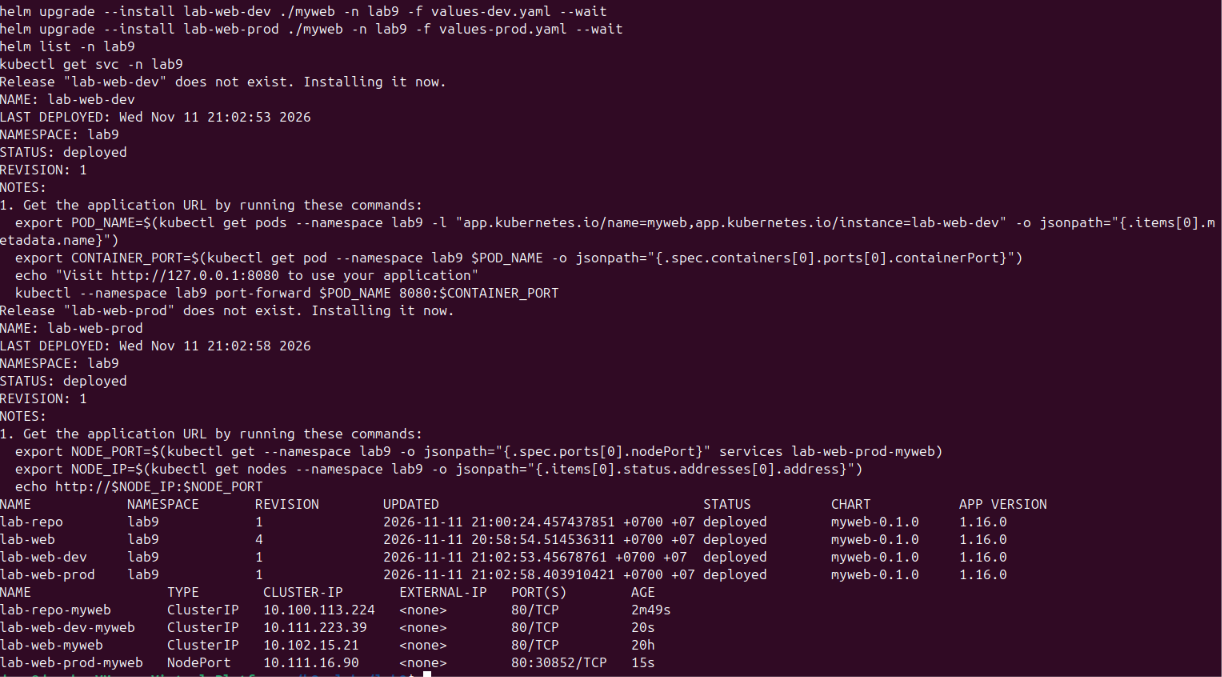 helm upgrade --install lab-web-dev ./myweb -n lab9 -f values-dev.yaml --wait
helm upgrade --install lab-web-prod ./myweb -n lab9 -f values-prod.yaml --wait
helm list -n lab9
kubectl get svc -n lab9
Release "lab-web-dev" does not exist. Installing it now.
NAME: lab-web-dev
LAST DEPLOYED: Wed Nov 11 21:02:53 2026
NAMESPACE: lab9
STATUS: deployed
REVISION: 1
NOTES:
1. Get the application URL by running these commands:
  export POD_NAME=$(kubectl get pods --namespace lab9 -l "app.kubernetes.io/name=myweb,app.kubernetes.io/instance=lab-web-dev" -o jsonpath="{.items[0].m
etadata.name}")
  export CONTAINER_PORT=$(kubectl get pod --namespace lab9 $POD_NAME -o jsonpath="{.spec.containers[0].ports[0].containerPort}")
  echo "Visit http://127.0.0.1:8080 to use your application"
  kubectl --namespace lab9 port-forward $POD_NAME 8080:$CONTAINER_PORT
Release "lab-web-prod" does not exist. Installing it now.
NAME: lab-web-prod
LAST DEPLOYED: Wed Nov 11 21:02:58 2026
NAMESPACE: lab9
STATUS: deployed
REVISION: 1
NOTES:
1. Get the application URL by running these commands:
  export NODE_PORT=$(kubectl get --namespace lab9 -o jsonpath="{.spec.ports[0].nodePort}" services lab-web-prod-myweb)
  export NODE_IP=$(kubectl get nodes --namespace lab9 -o jsonpath="{.items[0].status.addresses[0].address}")
  echo http://$NODE_IP:$NODE_PORT
NAME            NAMESPACE       REVISION        UPDATED                                 STATUS          CHART           APP VERSION
lab-repo        lab9            1               2026-11-11 21:00:24.457437851 +0700 +07 deployed        myweb-0.1.0     1.16.0
lab-web         lab9            4               2026-11-11 20:58:54.514536311 +0700 +07 deployed        myweb-0.1.0     1.16.0
lab-web-dev     lab9            1               2026-11-11 21:02:53.45678761 +0700 +07  deployed        myweb-0.1.0     1.16.0
lab-web-prod    lab9            1               2026-11-11 21:02:58.403910421 +0700 +07 deployed        myweb-0.1.0     1.16.0
NAME                 TYPE        CLUSTER-IP       EXTERNAL-IP   PORT(S)        AGE
lab-repo-myweb       ClusterIP   10.100.113.224   <none>        80/TCP         2m49s
lab-web-dev-myweb    ClusterIP   10.111.223.39    <none>        80/TCP         20s
lab-web-myweb        ClusterIP   10.102.15.21     <none>        80/TCP         20h
lab-web-prod-myweb   NodePort    10.111.16.90     <none>        80:30852/TCP   15s